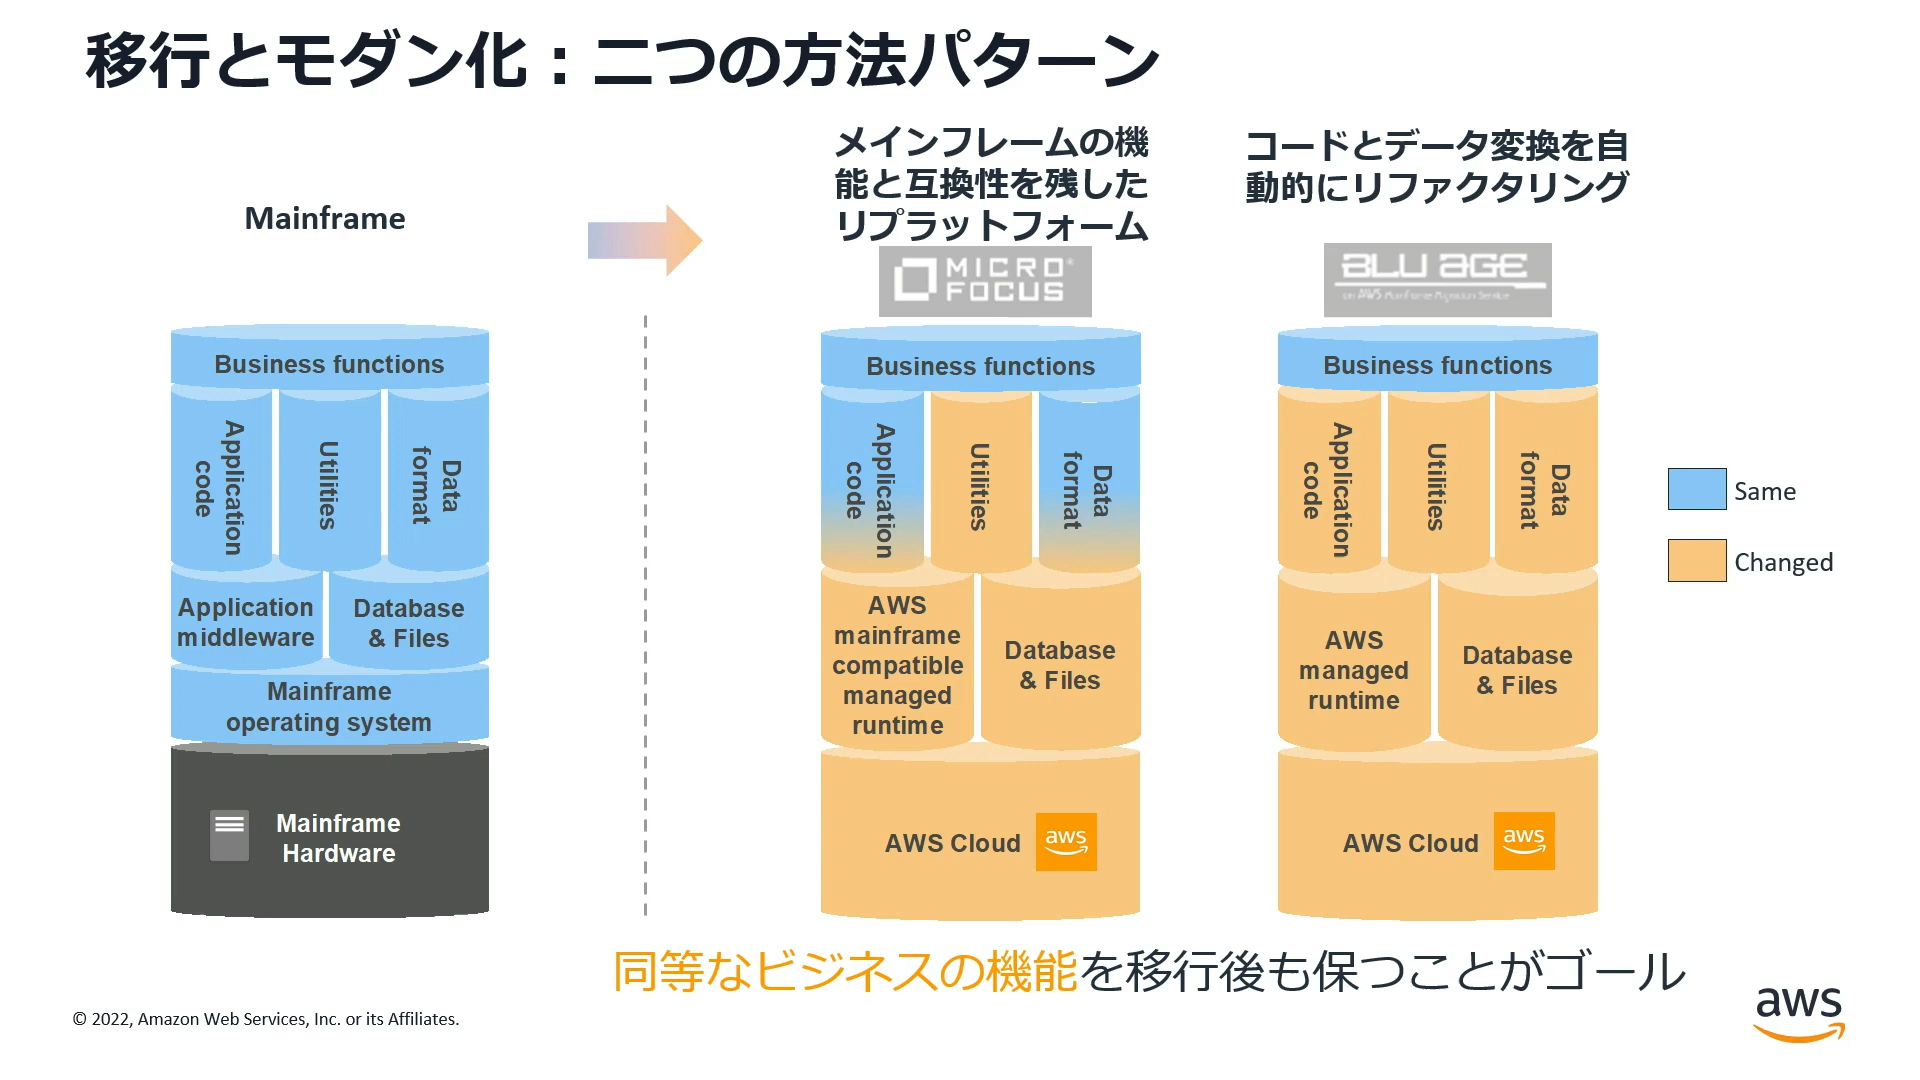 移行とモダン化：二つの方法パターン
Mainframe
メインフレームの機
能と互換性を残した
リプラットフォーム
コードとデータ変換を自
動的にリファクタリング
MICRO
FOCUS
BLU AGE
on AWS Mainframe Migration Service
Business functions
Application
code
Utilities
Data
format
Application
middleware
Database
& Files
Mainframe
operating system
Mainframe
Hardware
Business functions
Application
code
Utilities
Data
format
AWS
mainframe
compatible
managed
runtime
Database
& Files
AWS Cloud
aws
Business functions
Application
code
Utilities
Data
format
AWS
managed
runtime
Database
& Files
AWS Cloud
aws
Same
Changed
同等なビジネスの機能を移行後も保つことがゴール
© 2022, Amazon Web Services, Inc. or its Affiliates.
aws